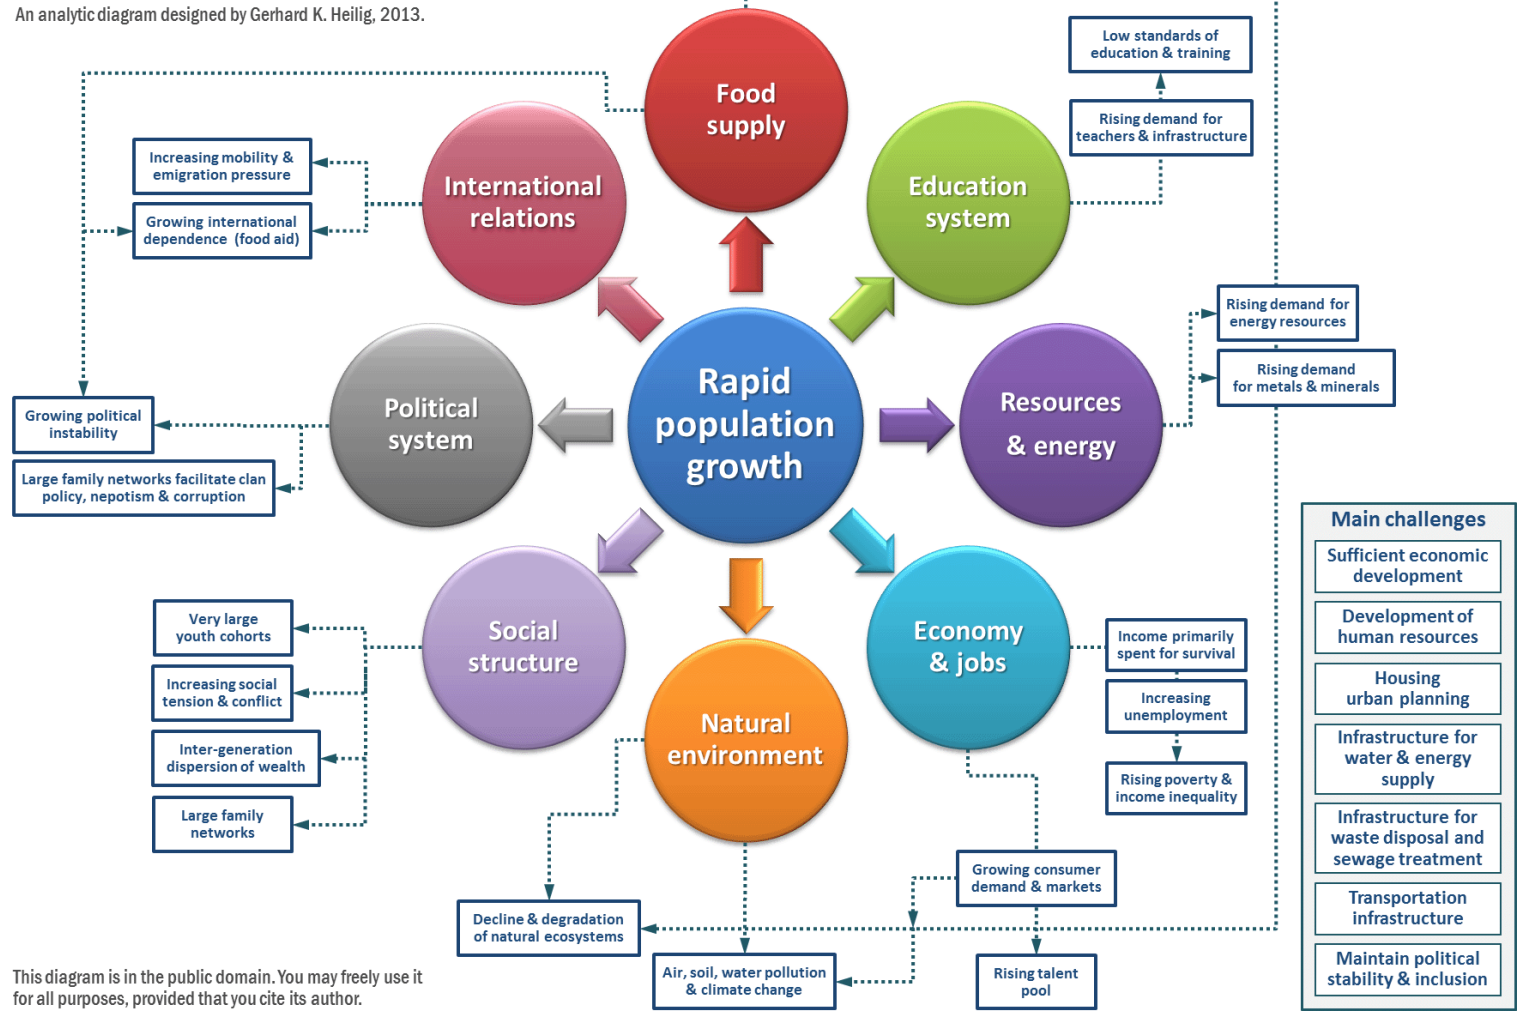 An analytic diagram designed by Gerhard K. Heilig, 2013.
Food
supply
Low standards of
education & training
Rising demand for
teachers & infrastructure
Increasing mobility &
emigration pressure
International
relations
Education
system
Growing international
dependence (food aid)
Rising demand for
energy resources
Rising demand
for metals & minerals
Rapid
population
growth
Resources
& energy
Political
system
Growing political
instability
Large family networks facilitate clan
policy, nepotism & corruption
Main challenges
Sufficient economic
development
Development of
human resources
Housing
urban planning
Infrastructure for
water & energy
supply
Infrastructure for
waste disposal and
sewage treatment
Transportation
infrastructure
Maintain political
stability & inclusion
Social
structure
Very large
youth cohorts
Increasing social
tension & conflict
Inter-generation
dispersion of wealth
Large family
networks
Economy
& jobs
Income primarily
spent for survival
Increasing
unemployment
Rising poverty &
income inequality
Natural
environment
Growing consumer
demand & markets
Decline & degradation
of natural ecosystems
Air, soil, water pollution
& climate change
Rising talent
pool
This diagram is in the public domain. You may freely use it
for all purposes, provided that you cite its author.